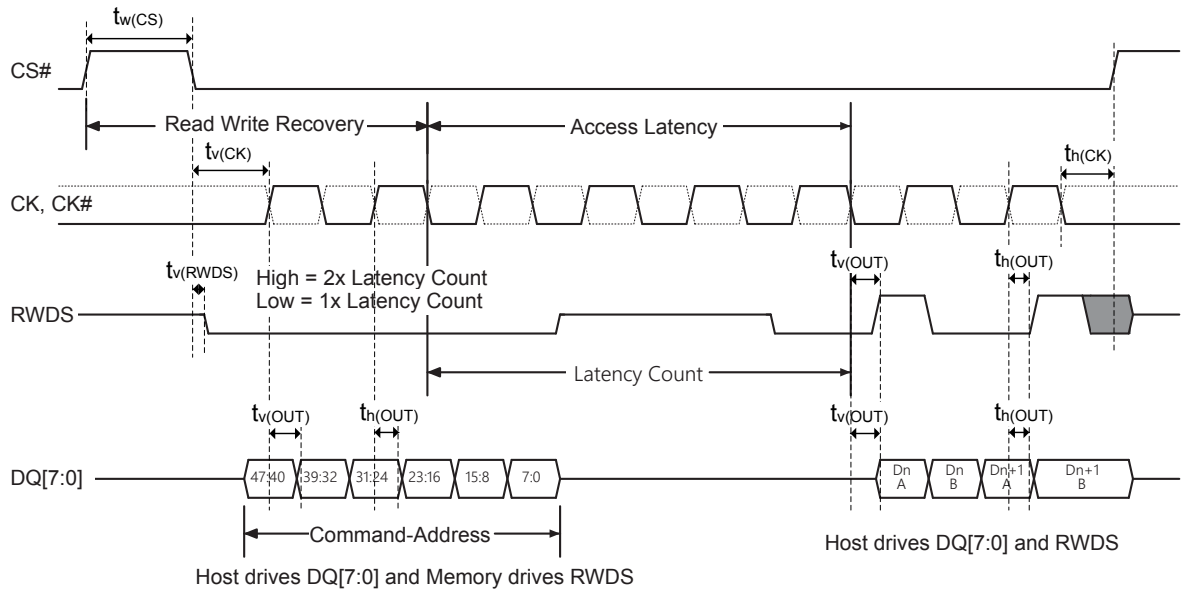 tw(CS)
CS#
Read Write Recovery
Access Latency
tv(CK)
th(CK)
CK, CK#
tv(RWDS)
High = 2x Latency Count
Low = 1x Latency Count
tv(OUT)
th(OUT)
RWDS
Latency Count
tv(OUT)
th(OUT)
tv(OUT)
th(OUT)
DQ[7:0]
47:40
39:32
31:24
23:16
15:8
7:0
Dn
A
Dn
B
Dn+1
A
Dn+1
B
Command-Address
Host drives DQ[7:0] and RWDS
Host drives DQ[7:0] and Memory drives RWDS